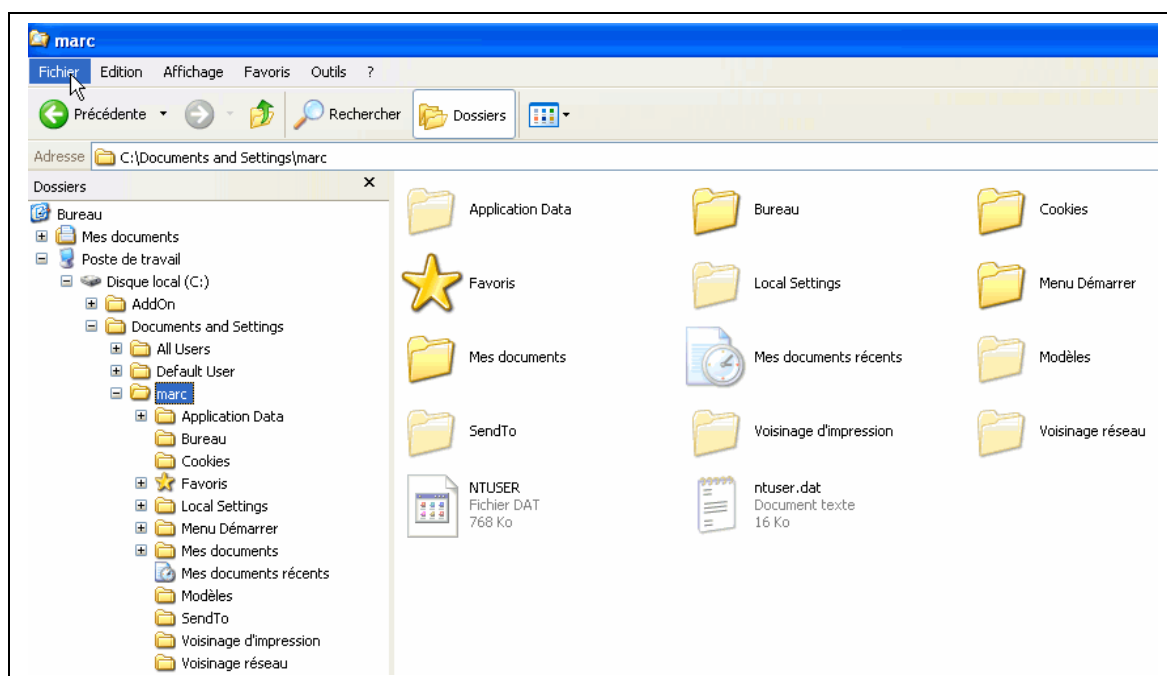 marc
Fichier Edition Affichage Favoris Outils ?
Précédente Rechercher Dossiers
Adresse C:\Documents and Settings\marc
Dossiers x
Bureau
Mes documents
Poste de travail
Disque local (C:)
AddOn
Documents and Settings
All Users
Default User
marc
Application Data
Bureau
Cookies
Favoris
Local Settings
Menu Démarrer
Mes documents
Mes documents récents
Modèles
SendTo
Voisinage d'impression
Voisinage réseau
Application Data Bureau Cookies
Favoris Local Settings Menu Démarrer
Mes documents Mes documents récents Modèles
SendTo Voisinage d'impression Voisinage réseau
NTUSER ntuser.dat
Fichier DAT Document texte
768 Ko 16 Ko